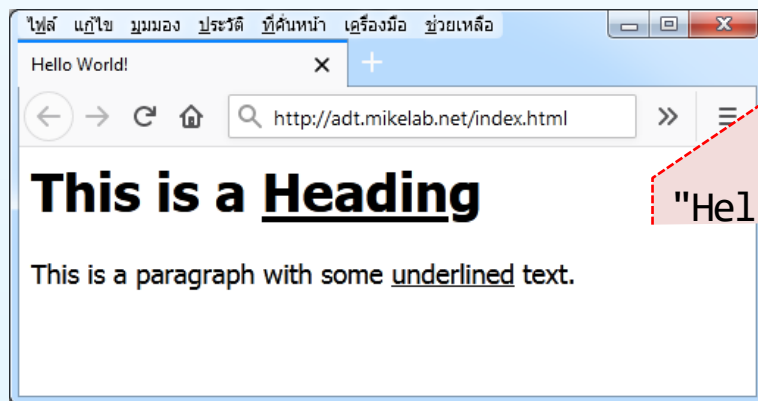 ไฟล์ แก้ไข มุมมอง ประวัติ ที่คั่นหน้า เครื่องมือ ช่วยเหลือ
Hello World!
http://adt.mikelab.net/index.html
This is a Heading
"Hel
This is a paragraph with some underlined text.